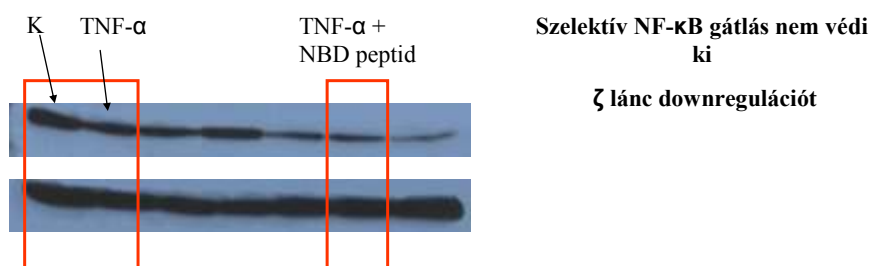 K TNF-α
TNF-α +
NBD peptid
Szelektív NF-κB gátlás nem védi
ki
ζ lánc downregulációt